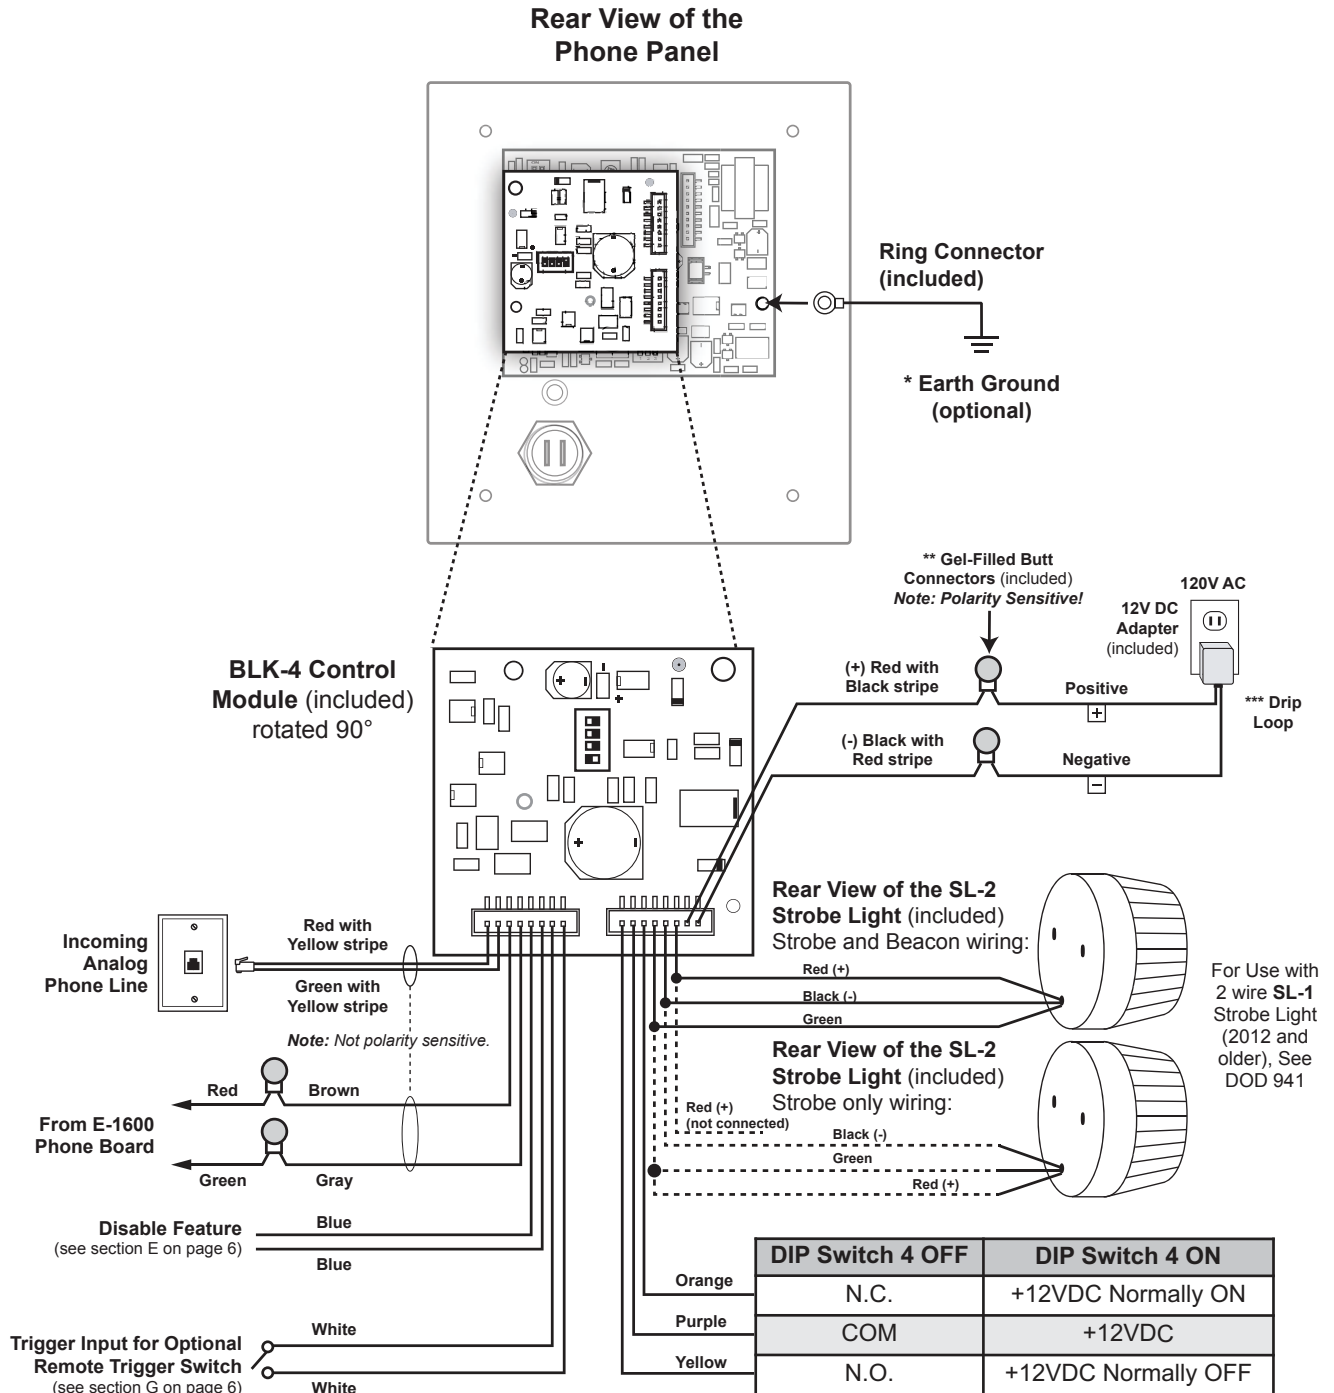 Rear View of the
Phone Panel
Ring Connector
(included)
* Earth Ground
(optional)
** Gel-Filled Butt
Connectors (included)
Note: Polarity Sensitive!
120V AC
12V DC
Adapter
(included)
*** Drip
Loop
BLK-4 Control
Module (included)
rotated 90°
(+) Red with
Black stripe
Positive
+
(-) Black with
Red stripe
Negative
-
Incoming
Analog
Phone Line
Red with
Yellow stripe
Green with
Yellow stripe
Note: Not polarity sensitive.
Rear View of the SL-2
Strobe Light (included)
Strobe and Beacon wiring:
Red (+)
Black (-)
Green
For Use with
2 wire SL-1
Strobe Light
(2012 and
older), See
DOD 941
Rear View of the SL-2
Strobe Light (included)
Strobe only wiring:
Red (+)
(not connected)
Black (-)
Green
Red (+)
From E-1600
Phone Board
Red
Brown
Green
Gray
Disable Feature
(see section E on page 6)
Blue
Blue
Trigger Input for Optional
Remote Trigger Switch
(see section G on page 6)
White
White
DIP Switch 4 OFF DIP Switch 4 ON
Orange N.C. +12VDC Normally ON
Purple COM +12VDC
Yellow N.O. +12VDC Normally OFF